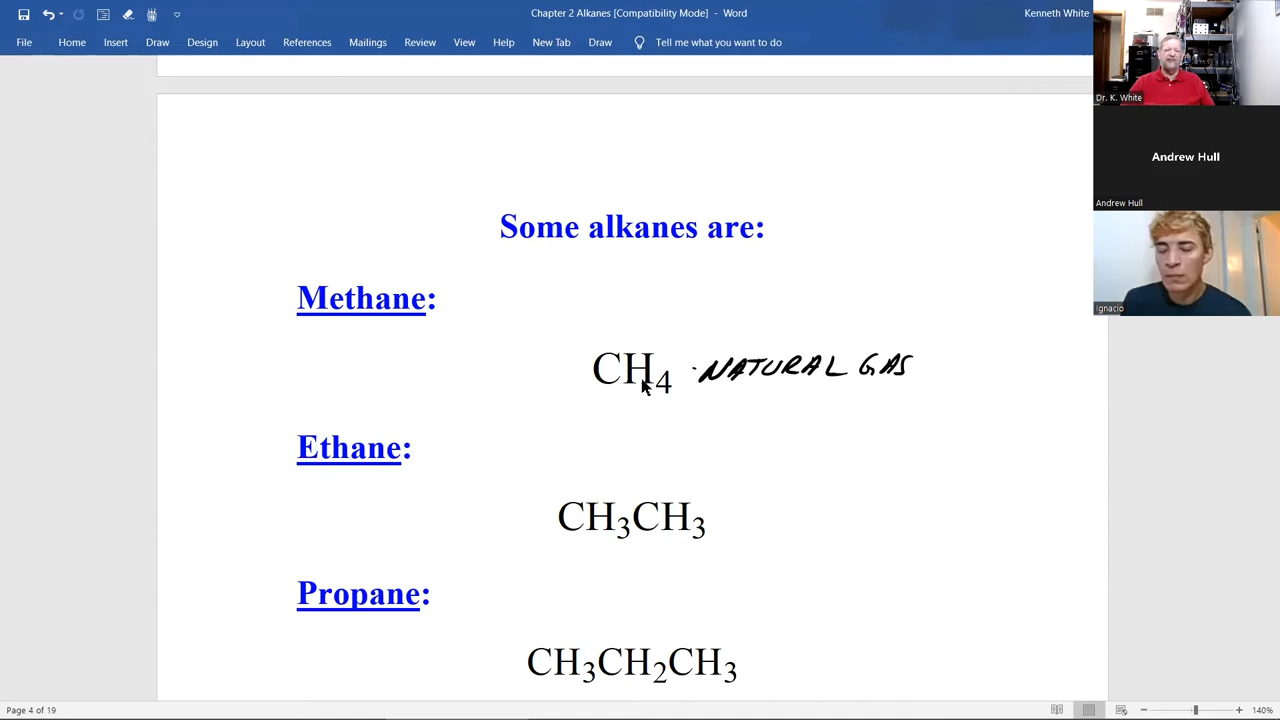 Chapter 2 Alkanes [Compatibility Mode] - Word
Kenneth White
File Home Insert Draw Design Layout References Mailings Review View Help New Tab Draw Tell me what you want to do
Dr. K. White
Andrew Hull
Andrew Hull
Ignacio
Some alkanes are:
Methane:
CH₄ NATURAL GAS
Ethane:
CH₃CH₃
Propane:
CH₃CH₂CH₃
Page 4 of 19
140%